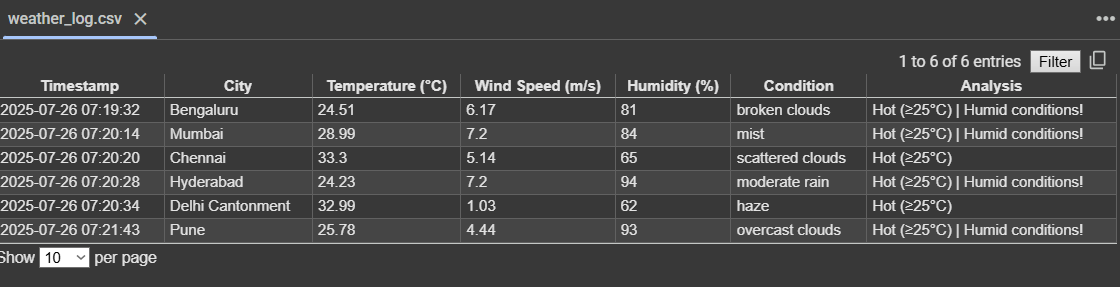 weather_log.csv
1 to 6 of 6 entries Filter
Timestamp City Temperature (°C) Wind Speed (m/s) Humidity (%) Condition Analysis
2025-07-26 07:19:32 Bengaluru 24.51 6.17 81 broken clouds Hot (≥25°C) | Humid conditions!
2025-07-26 07:20:14 Mumbai 28.99 7.2 84 mist Hot (≥25°C) | Humid conditions!
2025-07-26 07:20:20 Chennai 33.3 5.14 65 scattered clouds Hot (≥25°C)
2025-07-26 07:20:28 Hyderabad 24.23 7.2 94 moderate rain Hot (≥25°C) | Humid conditions!
2025-07-26 07:20:34 Delhi Cantonment 32.99 1.03 62 haze Hot (≥25°C)
2025-07-26 07:21:43 Pune 25.78 4.44 93 overcast clouds Hot (≥25°C) | Humid conditions!
Show 10 per page